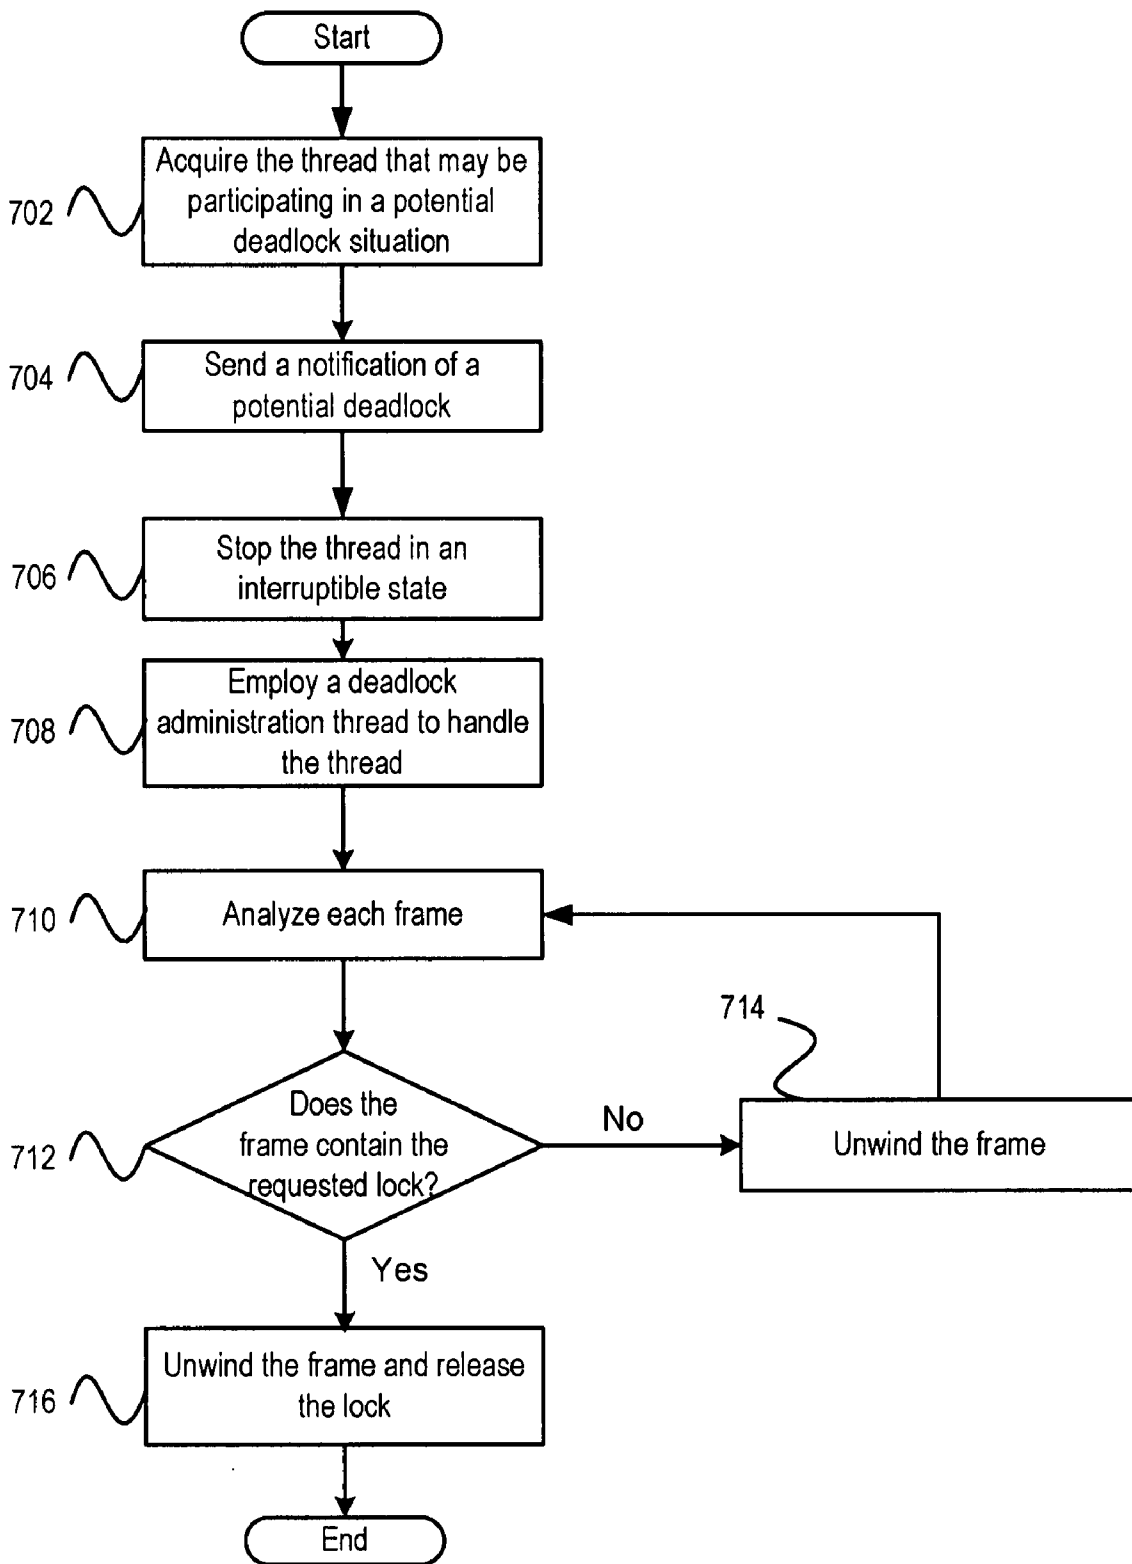 Start
Acquire the thread that may be
participating in a potential
deadlock situation
702
Send a notification of a
potential deadlock
704
Stop the thread in an
interruptible state
706
Employ a deadlock
administration thread to handle
the thread
708
Analyze each frame
710
714
Does the
frame contain the
requested lock?
712
No
Unwind the frame
Yes
Unwind the frame and release
the lock
716
End